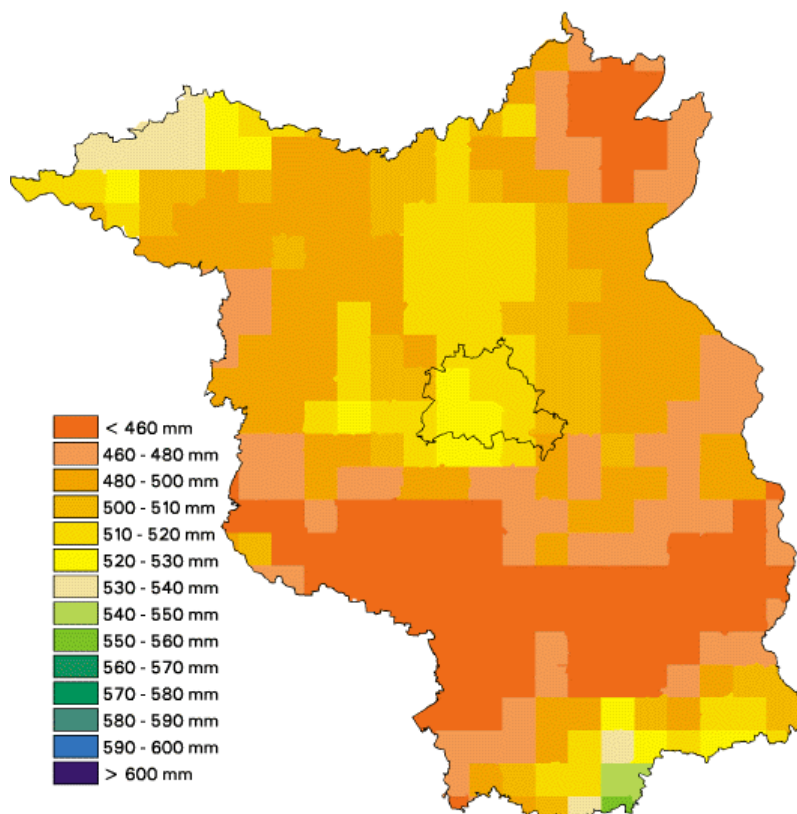 < 460 mm
460 - 480 mm
480 - 500 mm
500 - 510 mm
510 - 520 mm
520 - 530 mm
530 - 540 mm
540 - 550 mm
550 - 560 mm
560 - 570 mm
570 - 580 mm
580 - 590 mm
590 - 600 mm
> 600 mm